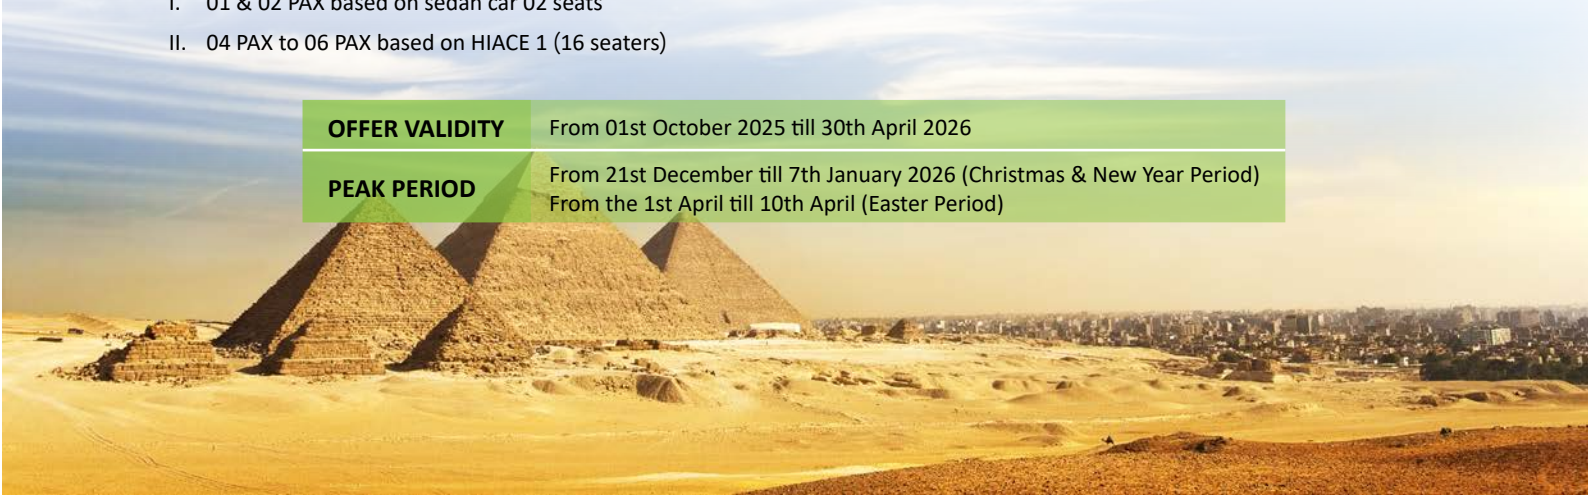 I. 01 & 02 PAX based on sedan car 02 seats
II. 04 PAX to 06 PAX based on HIACE 1 (16 seaters)
OFFER VALIDITY From 01st October 2025 till 30th April 2026
PEAK PERIOD From 21st December till 7th January 2026 (Christmas & New Year Period)
From the 1st April till 10th April (Easter Period)